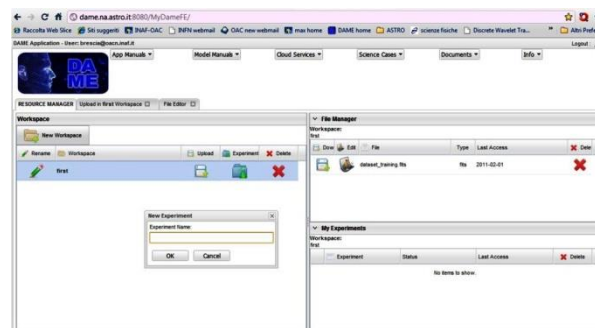 dame.na.astro.it:8080/MyDameFE/
Raccolta Web Slice Siti suggeriti INAF-OAC INFN webmail OAC new webmail max home DAME home ASTRO scienze fisiche Discrete Wavelet Tra... » Altri Pref
DAME Application - User: brescia@oacn.inaf.it Logout
App Manuals Model Manuals Cloud Services Science Cases Documents Info
DAME
RESOURCE MANAGER Upload in first Workspace File Editor
Workspace
New Workspace
Rename Workspace Upload Experiment Delete
first
File Manager
Workspace:
first
Dow Edit File Type Last Access Dele
dataset_training.fits fits 2011-02-01
New Experiment
Experiment Name:
OK Cancel
My Experiments
Workspace:
first
Experiment Status Last Access Delete
No items to show.